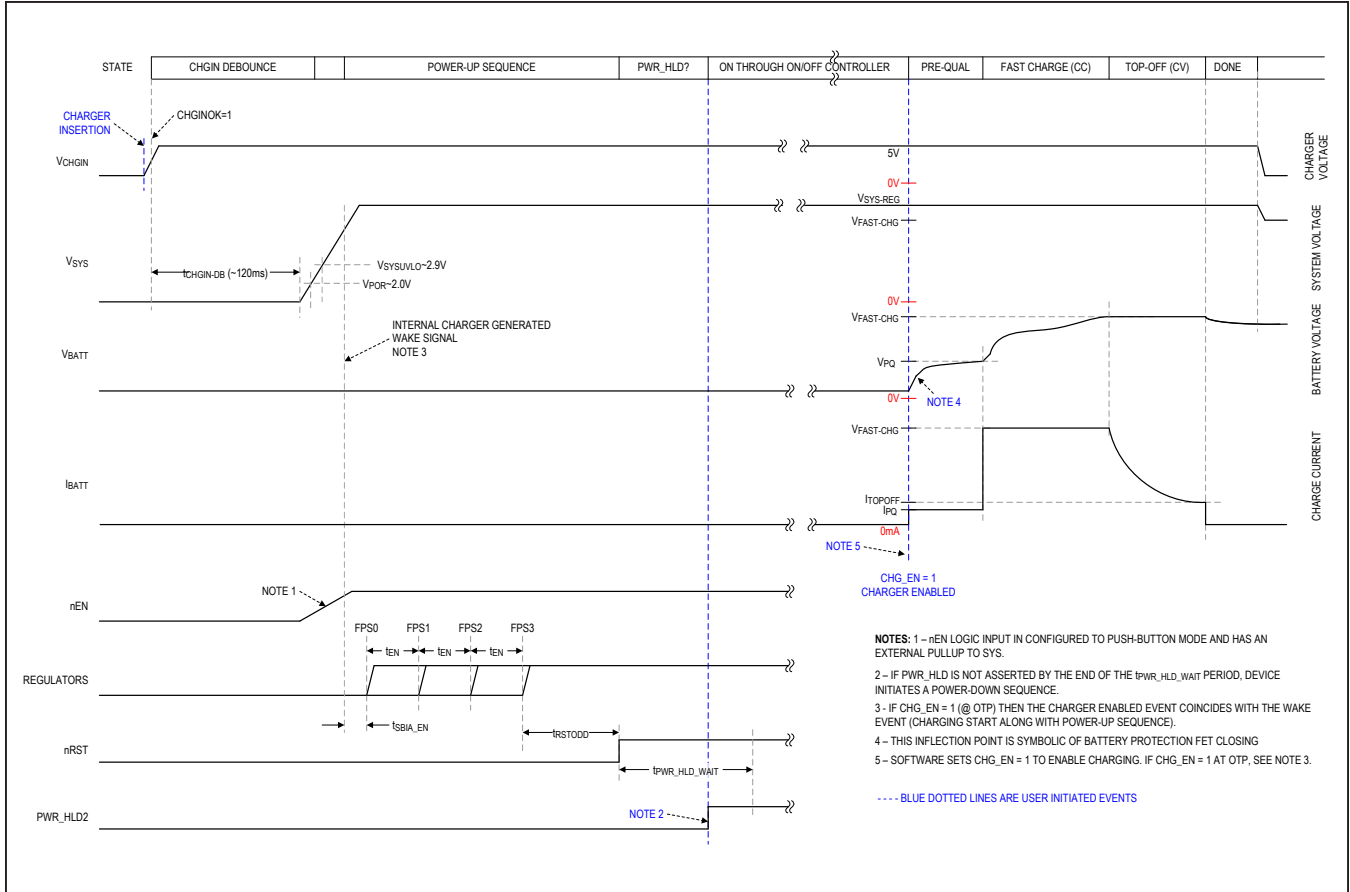 STATE
CHGIN DEBOUNCE
POWER-UP SEQUENCE
PWR_HLD?
ON THROUGH ON/OFF CONTROLLER
PRE-QUAL
FAST CHARGE (CC)
TOP-OFF (CV)
DONE
CHARGER
INSERTION
CHGINOK=1
VCHGIN
5V
0V
CHARGER
VOLTAGE
VSYS-REG
VFAST-CHG
VSYS
tCHGIN-DB (~120ms)
VSYSUVLO~2.9V
VPOR~2.0V
0V
SYSTEM VOLTAGE
INTERNAL CHARGER GENERATED
WAKE SIGNAL
NOTE 3
VFAST-CHG
VBATT
VPQ
0V
NOTE 4
BATTERY VOLTAGE
VFAST-CHG
IBATT
ITOPOFF
IPQ
0mA
CHARGE CURRENT
NOTE 5
CHG_EN = 1
CHARGER ENABLED
NOTE 1
nEN
FPS0
FPS1
FPS2
FPS3
tEN
tEN
tEN
REGULATORS
tSBIA_EN
tRSTODD
nRST
tPWR_HLD_WAIT
NOTE 2
PWR_HLD2
NOTES: 1 – nEN LOGIC INPUT IN CONFIGURED TO PUSH-BUTTON MODE AND HAS AN
EXTERNAL PULLUP TO SYS.
2 – IF PWR_HLD IS NOT ASSERTED BY THE END OF THE tPWR_HLD_WAIT PERIOD, DEVICE
INITIATES A POWER-DOWN SEQUENCE.
3 - IF CHG_EN = 1 (@ OTP) THEN THE CHARGER ENABLED EVENT COINCIDES WITH THE WAKE
EVENT (CHARGING START ALONG WITH POWER-UP SEQUENCE).
4 – THIS INFLECTION POINT IS SYMBOLIC OF BATTERY PROTECTION FET CLOSING
5 – SOFTWARE SETS CHG_EN = 1 TO ENABLE CHARGING. IF CHG_EN = 1 AT OTP, SEE NOTE 3.
---- BLUE DOTTED LINES ARE USER INITIATED EVENTS